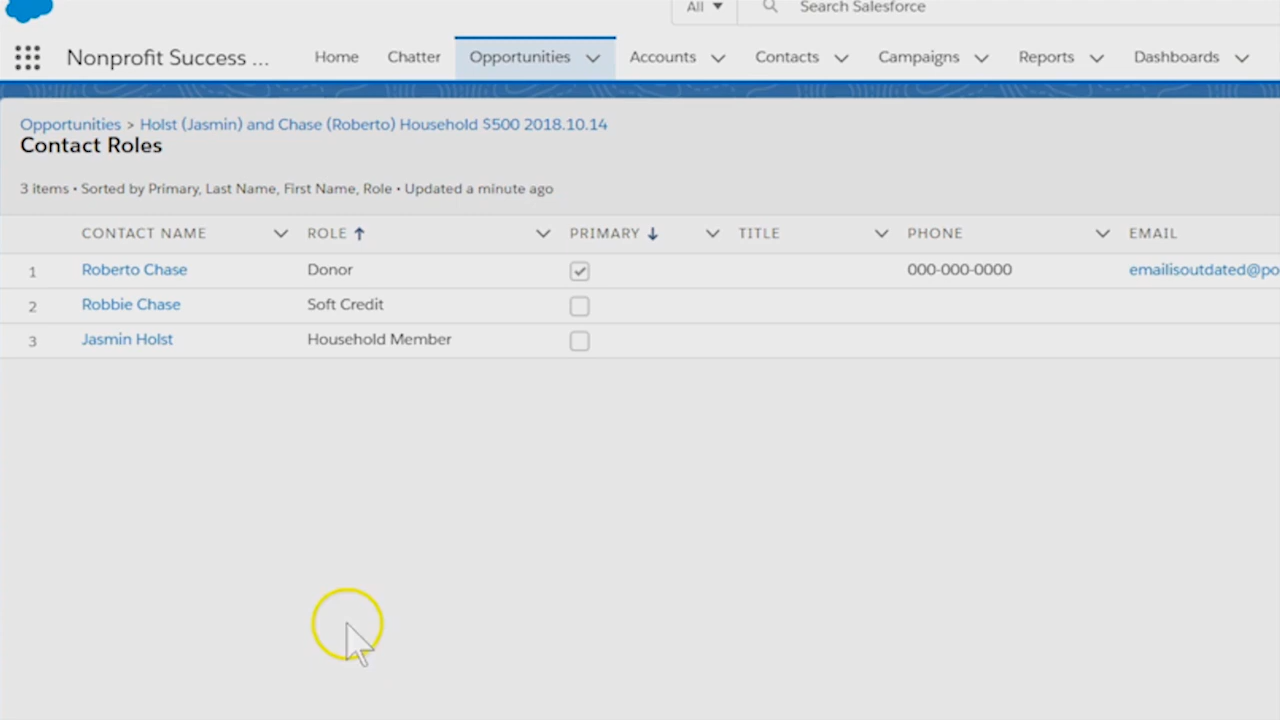 All Search Salesforce
Nonprofit Success ... Home Chatter Opportunities Accounts Contacts Campaigns Reports Dashboards
Opportunities > Holst (Jasmin) and Chase (Roberto) Household $500 2018.10.14
Contact Roles
3 items • Sorted by Primary, Last Name, First Name, Role • Updated a minute ago
CONTACT NAME ROLE PRIMARY TITLE PHONE EMAIL
1 Roberto Chase Donor 000-000-0000 emailisoutdated@po
2 Robbie Chase Soft Credit
3 Jasmin Holst Household Member